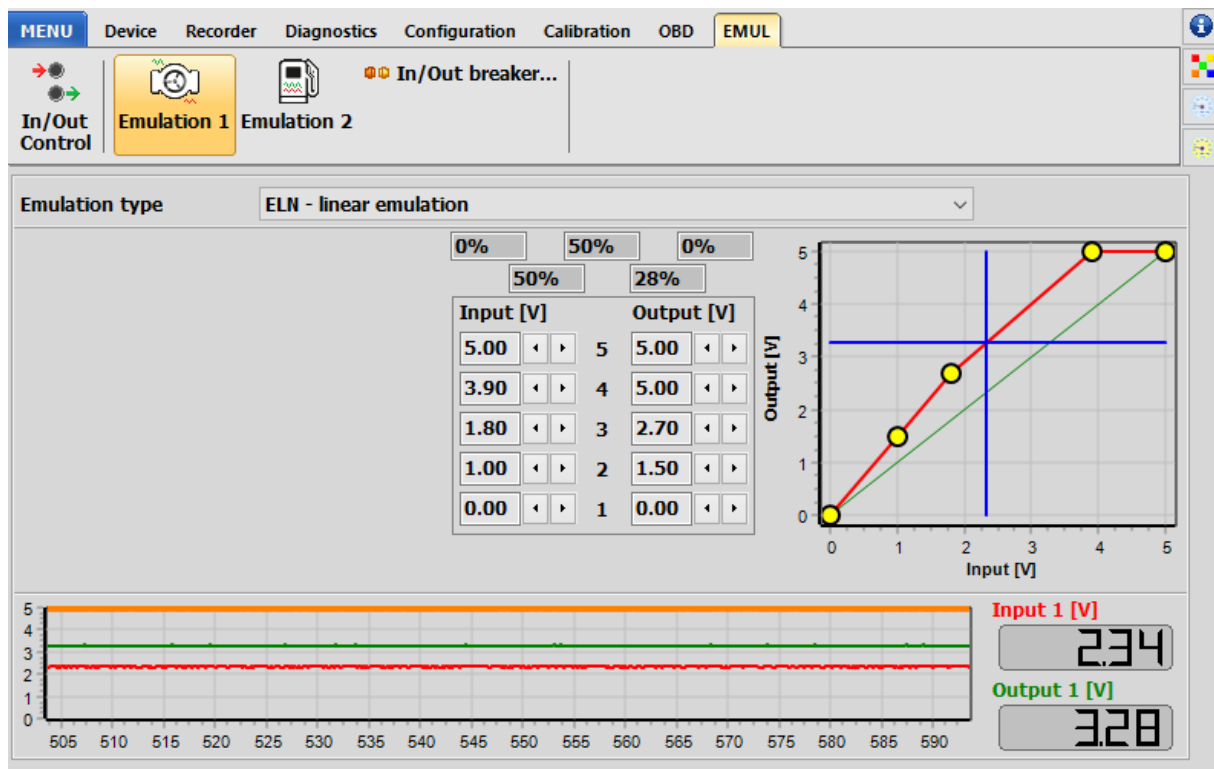 MENU Device Recorder Diagnostics Configuration Calibration OBD EMUL
In/Out Control
Emulation 1
Emulation 2
In/Out breaker...
Emulation type ELN - linear emulation
0% 50% 0%
50% 28%
Input [V] Output [V]
5.00 5 5.00
3.90 4 5.00
1.80 3 2.70
1.00 2 1.50
0.00 1 0.00
Output [V]
5
4
3
2
1
0
0 1 2 3 4 5
Input [V]
5
4
3
2
1
0
505 510 515 520 525 530 535 540 545 550 555 560 565 570 575 580 585 590
Input 1 [V]
2.34
Output 1 [V]
3.28